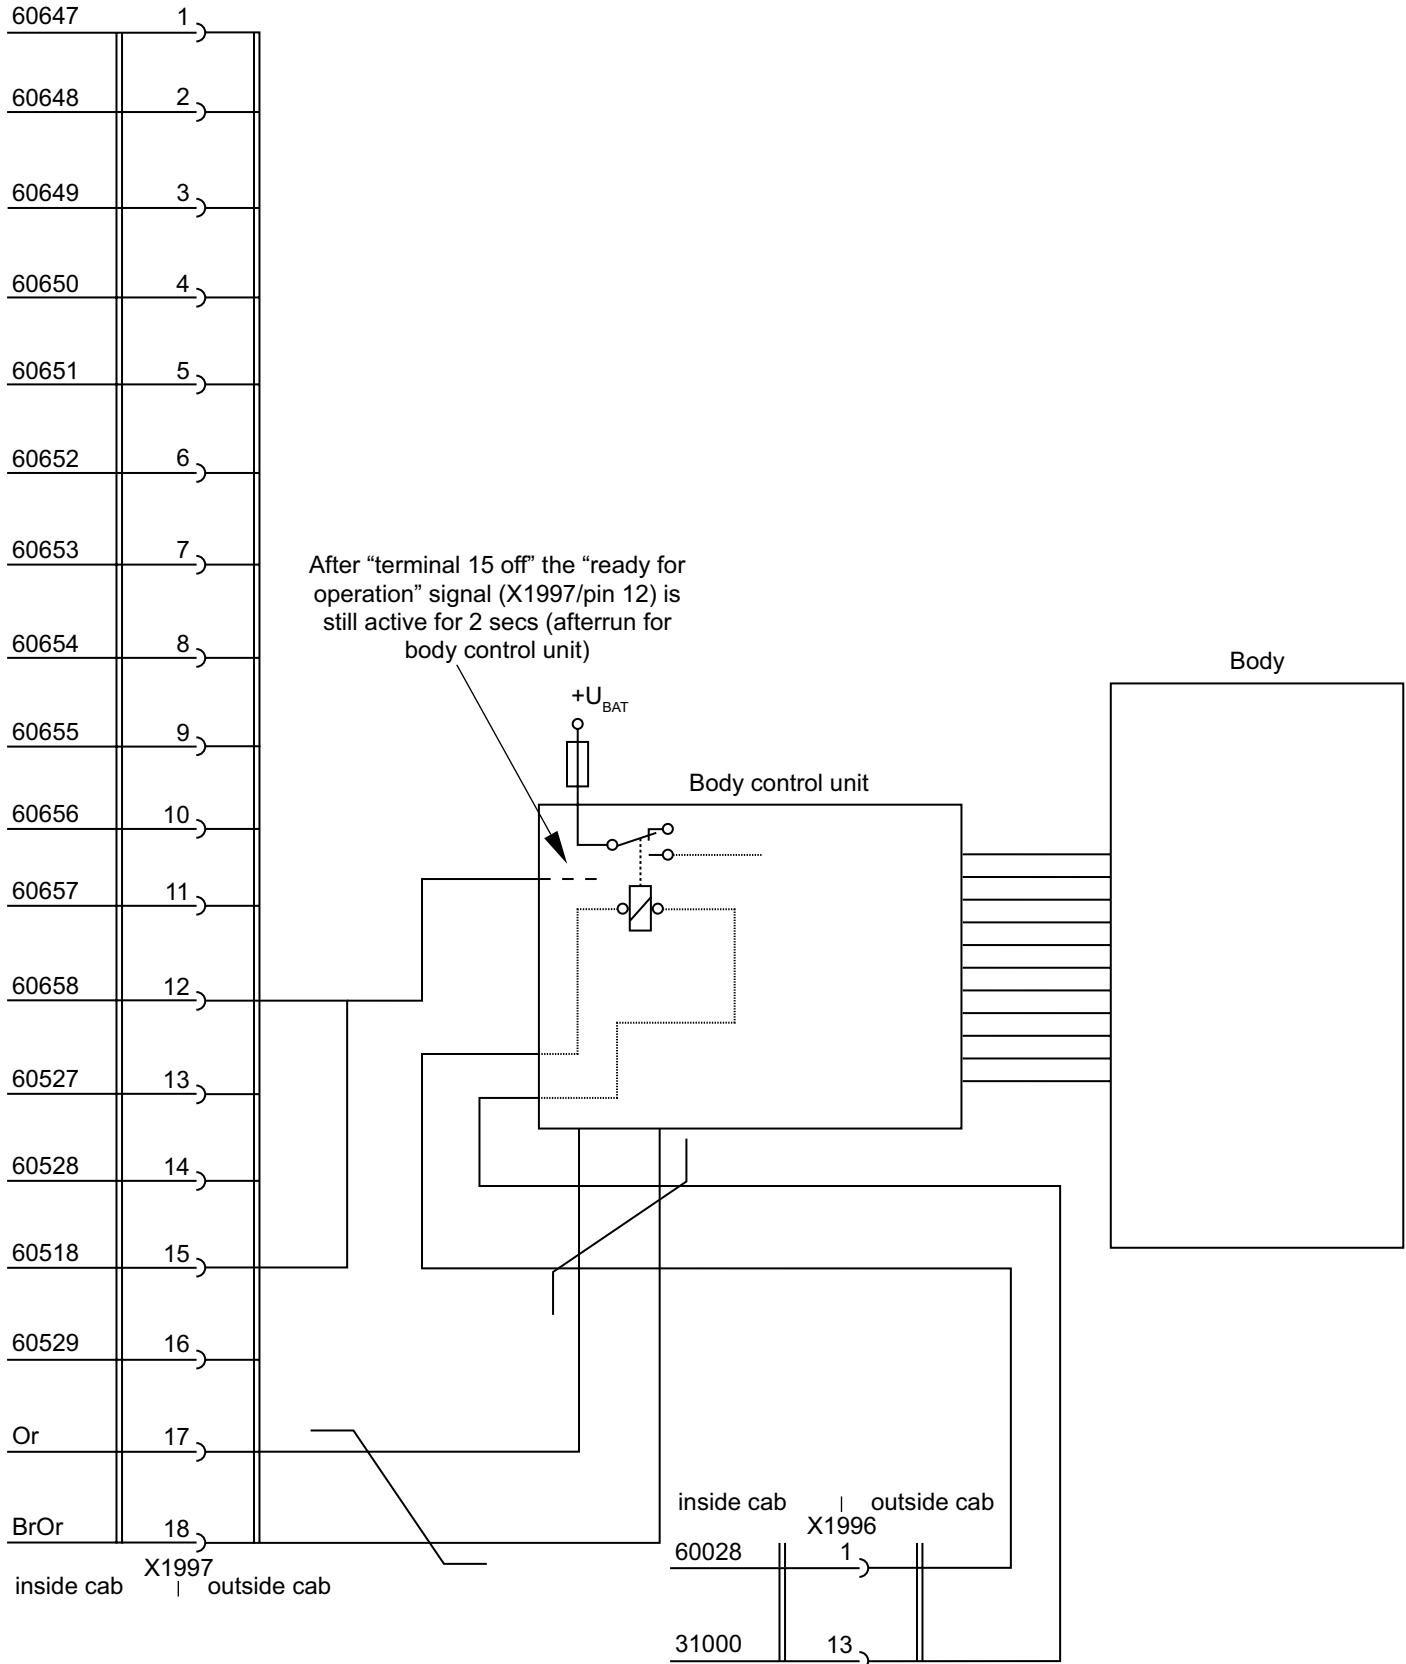 60647 1
60648 2
60649 3
60650 4
60651 5
60652 6
60653 7
After “terminal 15 off” the “ready for
operation” signal (X1997/pin 12) is
still active for 2 secs (afterrun for
body control unit)
60654 8
Body
+UBAT
60655 9
Body control unit
60656 10
60657 11
60658 12
60527 13
60528 14
60518 15
60529 16
Or 17
BrOr 18
X1997
inside cab outside cab
inside cab outside cab
X1996
60028 1
31000 13